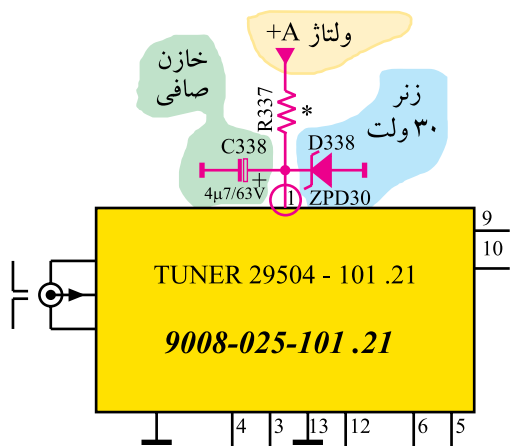 ولتاژ +A
خازن
صافی
زنر
۳۰ ولت
R337
*
C338
D338
+
4µ7/63V
1
ZPD30
9
10
TUNER 29504 - 101 .21
9008-025-101 .21
4
3
13
12
6
5